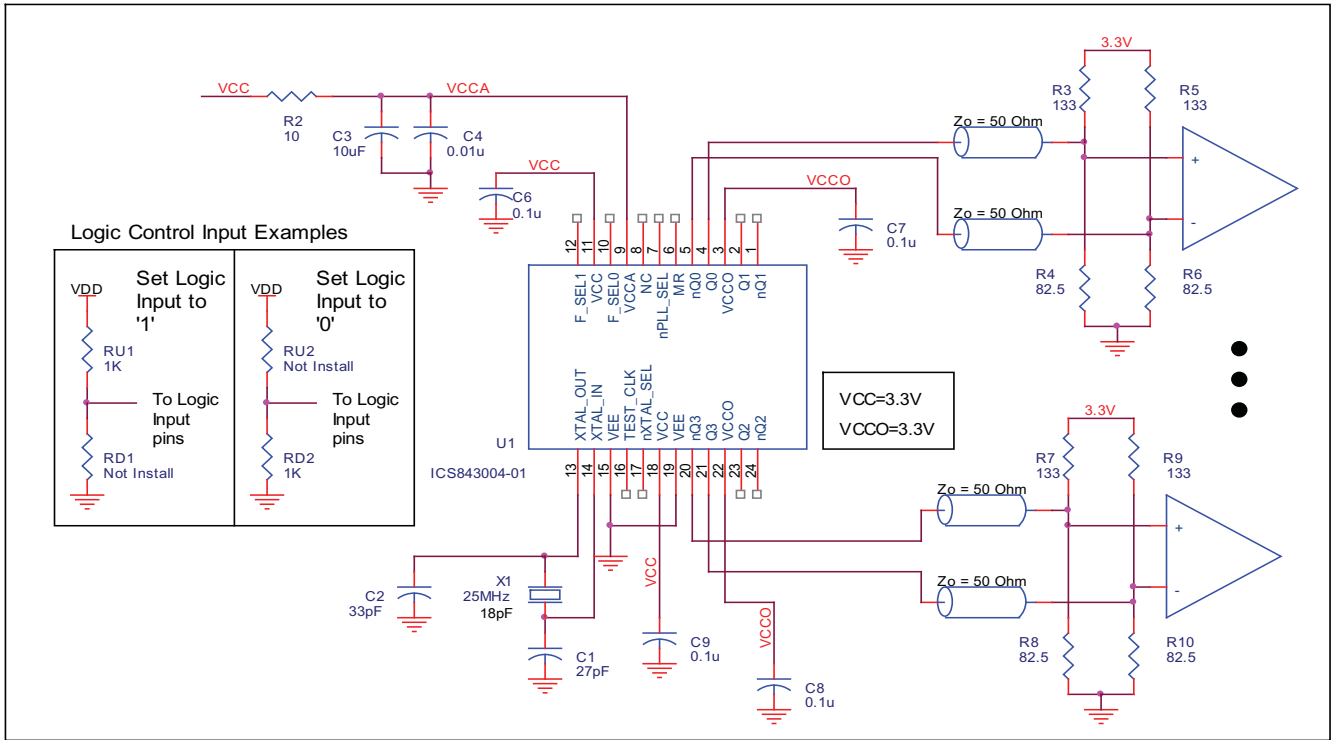 VCC
R2
10
VCCA
C3
10uF
C4
0.01u
VCC
C6
0.1u
VCCO
C7
0.1u
3.3V
R3
133
R5
133
Zo = 50 Ohm
Zo = 50 Ohm
+
-
R4
82.5
R6
82.5
Logic Control Input Examples
VDD
Set Logic
Input to
'1'
RU1
1K
To Logic
Input
pins
RD1
Not Install
VDD
Set Logic
Input to
'0'
RU2
Not Install
To Logic
Input
pins
RD2
1K
12
11
10
9
8
7
6
5
4
3
2
1
F_SEL1
VCC
F_SEL0
VCCA
NC
nPLL_SEL
MR
nQ0
Q0
VCCO
Q1
nQ1
XTAL_OUT
XTAL_IN
VEE
TEST_CLK
nXTAL_SEL
VCC
VEE
nQ3
Q3
VCCO
Q2
nQ2
U1
ICS843004-01
13
14
15
16
17
18
19
20
21
22
23
24
VCC=3.3V
VCCO=3.3V
C2
33pF
X1
25MHz
18pF
C1
27pF
VCC
C9
0.1u
VCCO
C8
0.1u
3.3V
R7
133
R9
133
Zo = 50 Ohm
Zo = 50 Ohm
+
-
R8
82.5
R10
82.5